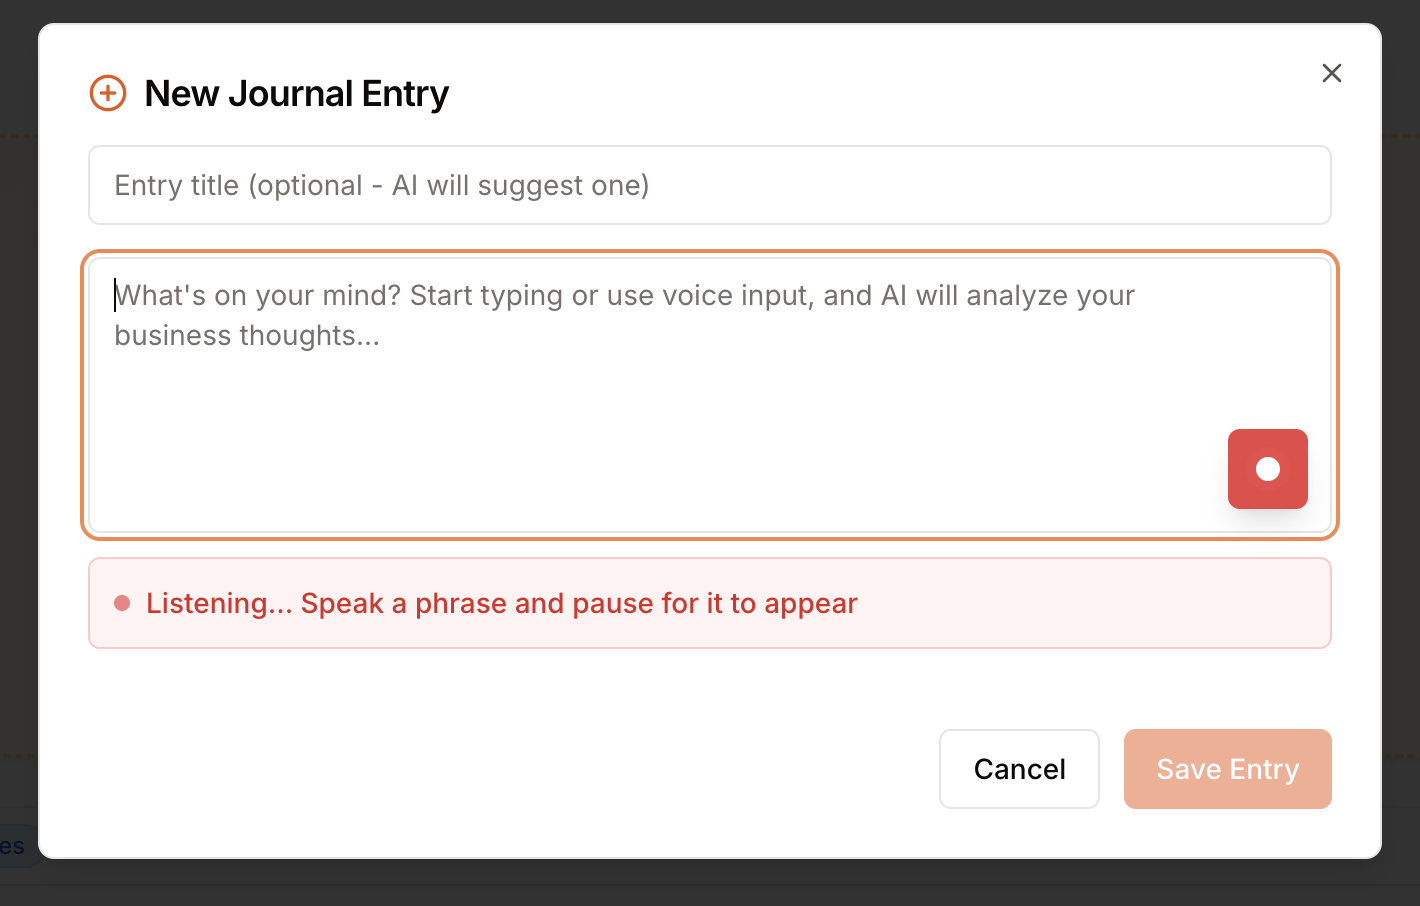 New Journal Entry
Entry title (optional - AI will suggest one)
What's on your mind? Start typing or use voice input, and AI will analyze your
business thoughts...
Listening... Speak a phrase and pause for it to appear
Cancel
Save Entry
es